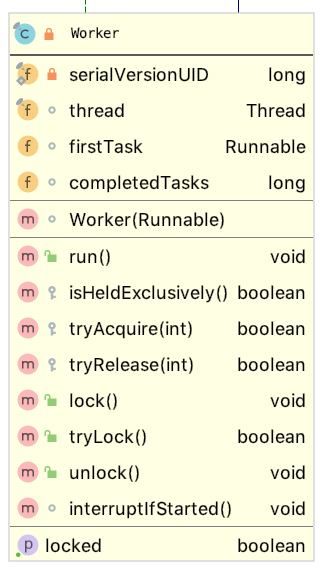 C Worker
f serialVersionUID long
f thread Thread
f firstTask Runnable
f completedTasks long
m Worker(Runnable)
m run() void
m isHeldExclusively() boolean
m tryAcquire(int) boolean
m tryRelease(int) boolean
m lock() void
m tryLock() boolean
m unlock() void
m interruptIfStarted() void
p locked boolean